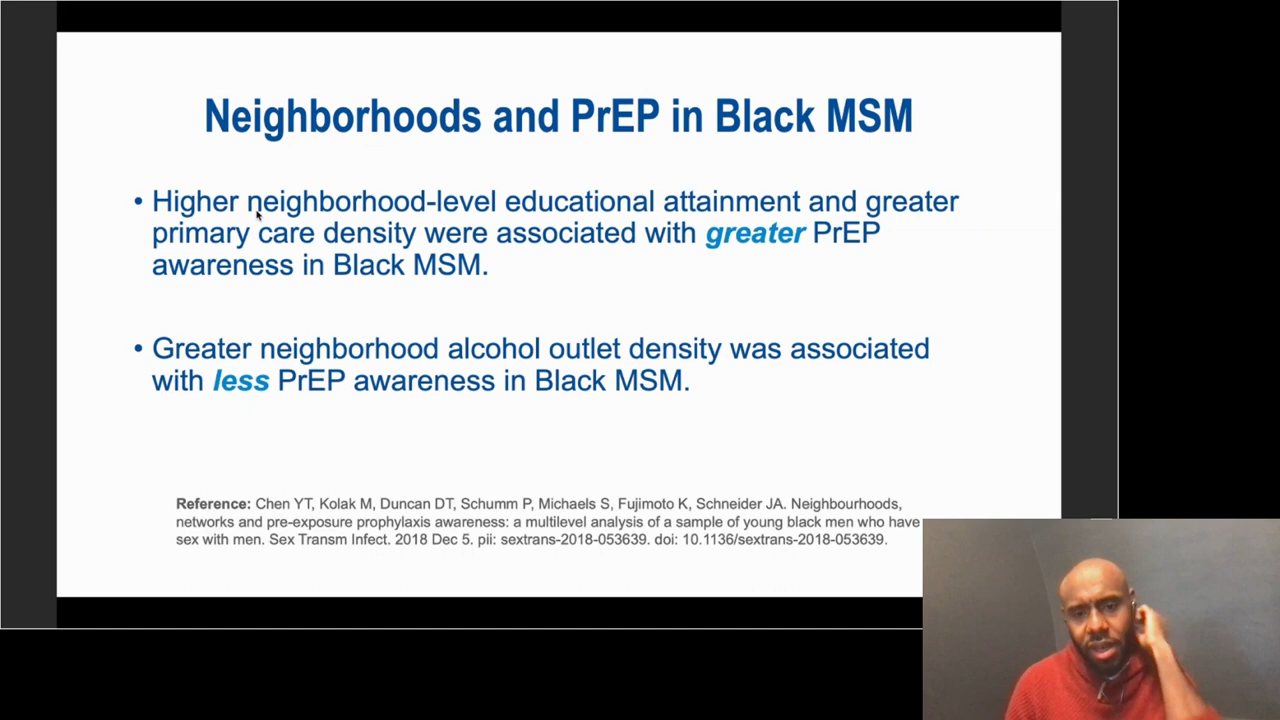 Neighborhoods and PrEP in Black MSM
• Higher neighborhood-level educational attainment and greater
primary care density were associated with greater PrEP
awareness in Black MSM.
• Greater neighborhood alcohol outlet density was associated
with less PrEP awareness in Black MSM.
Reference: Chen YT, Kolak M, Duncan DT, Schumm P, Michaels S, Fujimoto K, Schneider JA. Neighbourhoods,
networks and pre-exposure prophylaxis awareness: a multilevel analysis of a sample of young black men who have
sex with men. Sex Transm Infect. 2018 Dec 5. pii: sextrans-2018-053639. doi: 10.1136/sextrans-2018-053639.